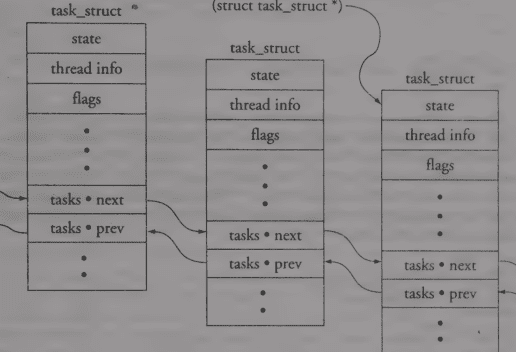 (struct task_struct *)
task_struct
state
thread info
flags
tasks • next
tasks • prev
task_struct
state
thread info
flags
tasks • next
tasks • prev
task_struct
state
thread info
flags
tasks • next
tasks • prev